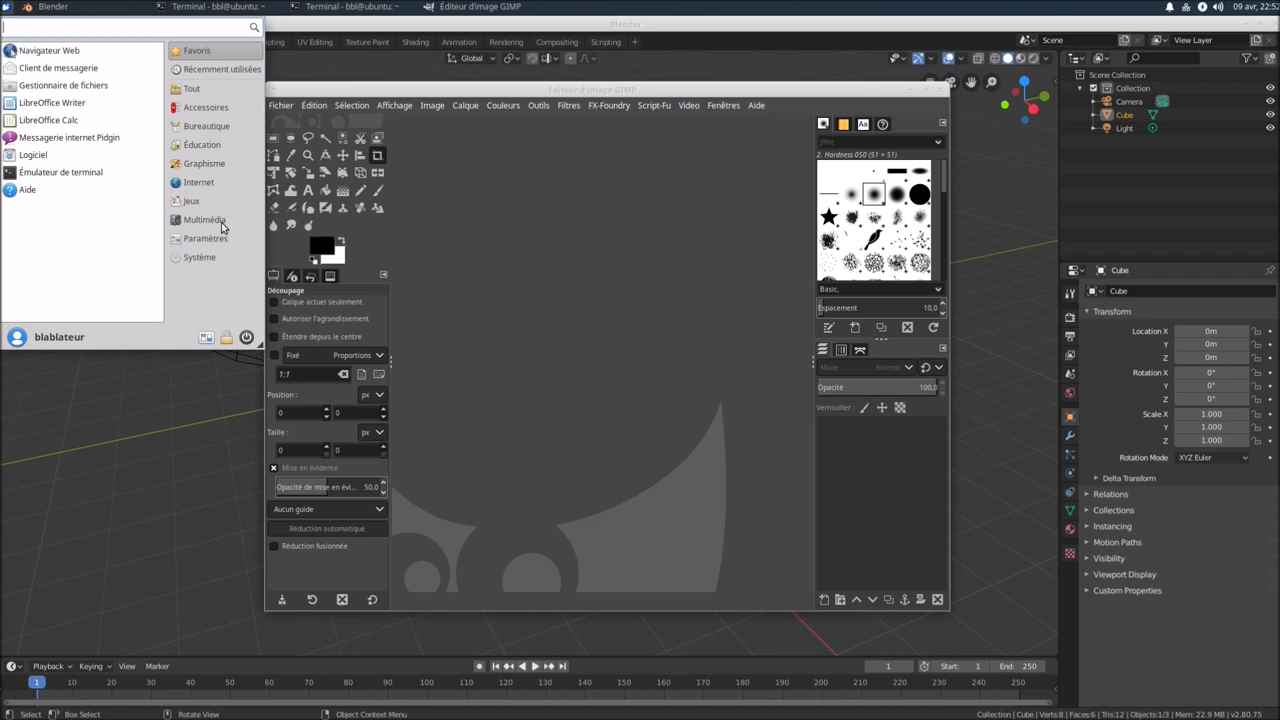 Blender
Terminal - bbl@ubuntu: ~
Terminal - bbl@ubuntu: ~
Éditeur d'image GIMP
09 avr, 22:52
Blender
UV Editing
Texture Paint
Shading
Animation
Rendering
Compositing
Scripting
Scene
View Layer
Global
Navigateur Web
Client de messagerie
Gestionnaire de fichiers
LibreOffice Writer
LibreOffice Calc
Messagerie internet Pidgin
Logiciel
Émulateur de terminal
Aide
Favoris
Récemment utilisées
Tout
Accessoires
Bureautique
Éducation
Graphisme
Internet
Jeux
Multimédia
Paramètres
Système
blablateur
Éditeur d'image GIMP
Fichier Édition Sélection Affichage Image Calque Couleurs Outils Filtres FX-Foundry Script-Fu Video Fenêtres Aide
Découpage
Calque actuel seulement
Autoriser l'agrandissement
Étendre depuis le centre
Fixé Proportions
1:1
Position : px
0 0
Taille : px
0 0
Mise en évidence
Opacité de mise en évi... 50,0
Aucun guide
Réduction automatique
Réduction fusionnée
filtre
2. Hardness 050 (51 × 51)
Basic,
Espacement 10,0
Mode Normal
Opacité 100,0
Verrouiller :
Scene Collection
Collection
Camera
Cube
Light
Cube
Cube
Transform
Location X 0m
Y 0m
Z 0m
Rotation X 0°
Y 0°
Z 0°
Scale X 1.000
Y 1.000
Z 1.000
Rotation Mode XYZ Euler
Delta Transform
Relations
Collections
Instancing
Motion Paths
Visibility
Viewport Display
Custom Properties
Playback Keying View Marker
1 Start: 1 End: 250
1 10 20 30 40 50 60 70 80 90 100 110 120 130 140 150 160 170 180 190 200 210 220 230 240 250
Select Box Select Rotate View Object Context Menu
Collection | Cube | Verts:8 | Faces:6 | Tris:12 | Objects:1/3 | Mem: 22.9 MB | v2.80.75